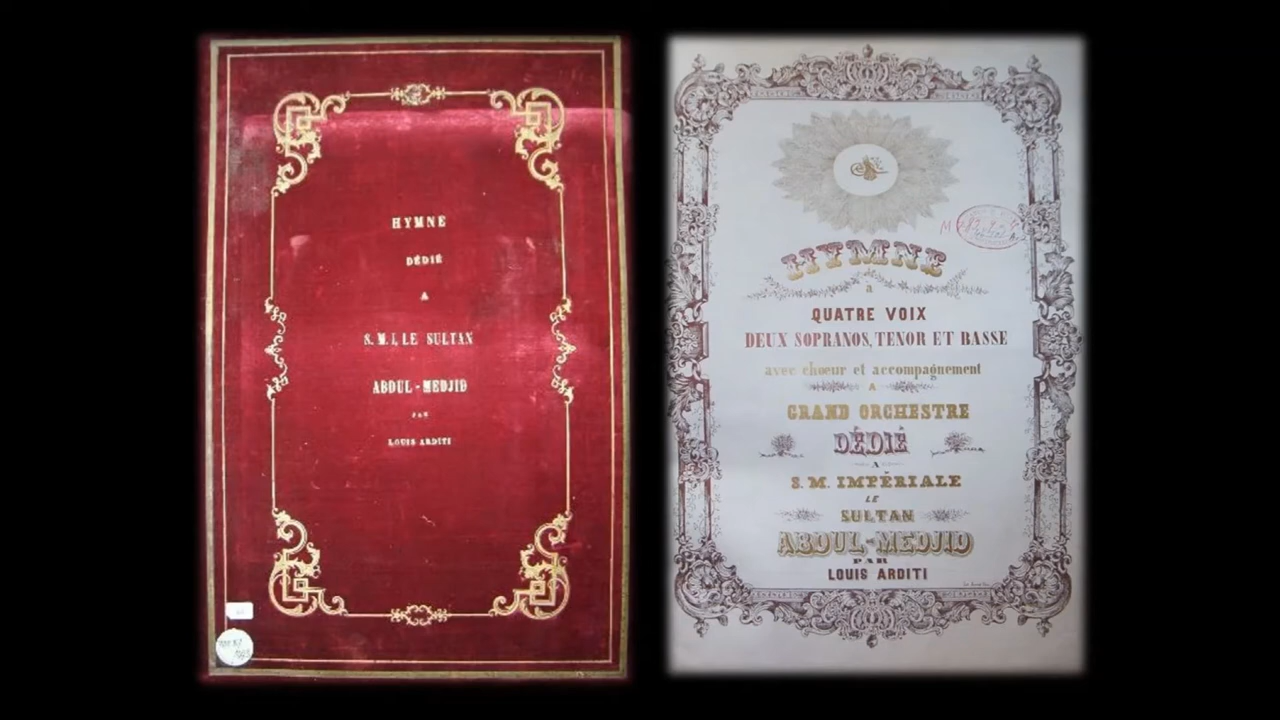 HYMNE
DÉDIÉ
A
S. M. I, LE SULTAN
ABDUL-MEDJID
PAR
LOUIS ARDITI
HYMNE
a
QUATRE VOIX
DEUX SOPRANOS, TENOR ET BASSE
avec chœur et accompagnement
A
GRAND ORCHESTRE
DÉDIÉ
A
S. M. IMPÉRIALE
LE
SULTAN
ABDUL-MEDJID
PAR
LOUIS ARDITI